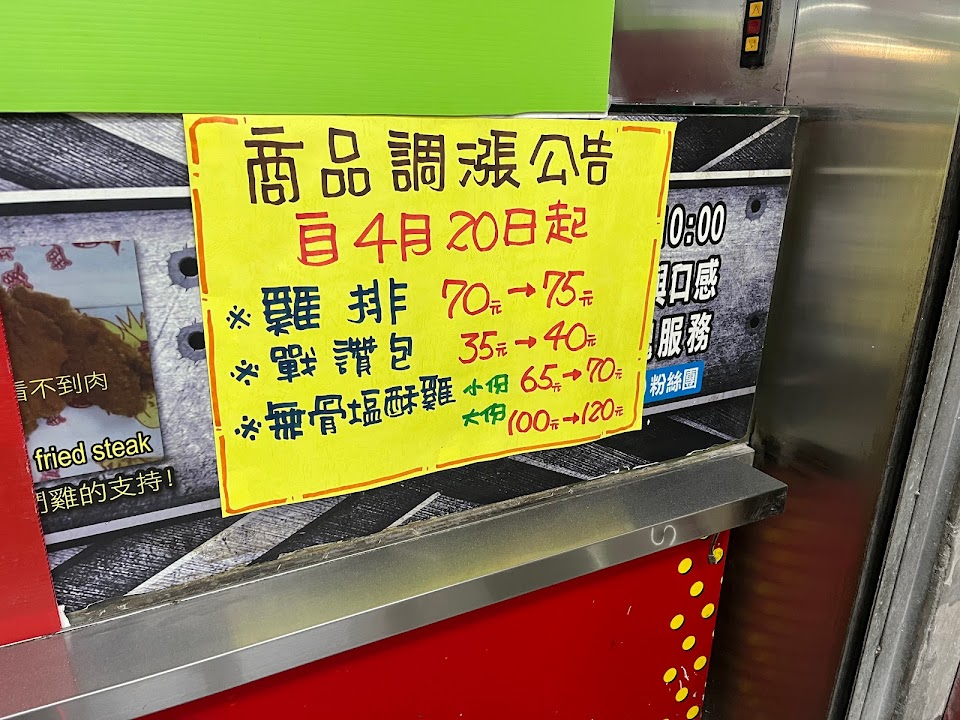 商品調漲公告
自4月20日起
※雞排 70元→75元
※戰讚包 35元→40元
※無骨塩酥雞 小份 65元→70元
大份 100元→120元
看不到肉
fried steak
雞的支持!
10:00
與口感
服務
粉絲團